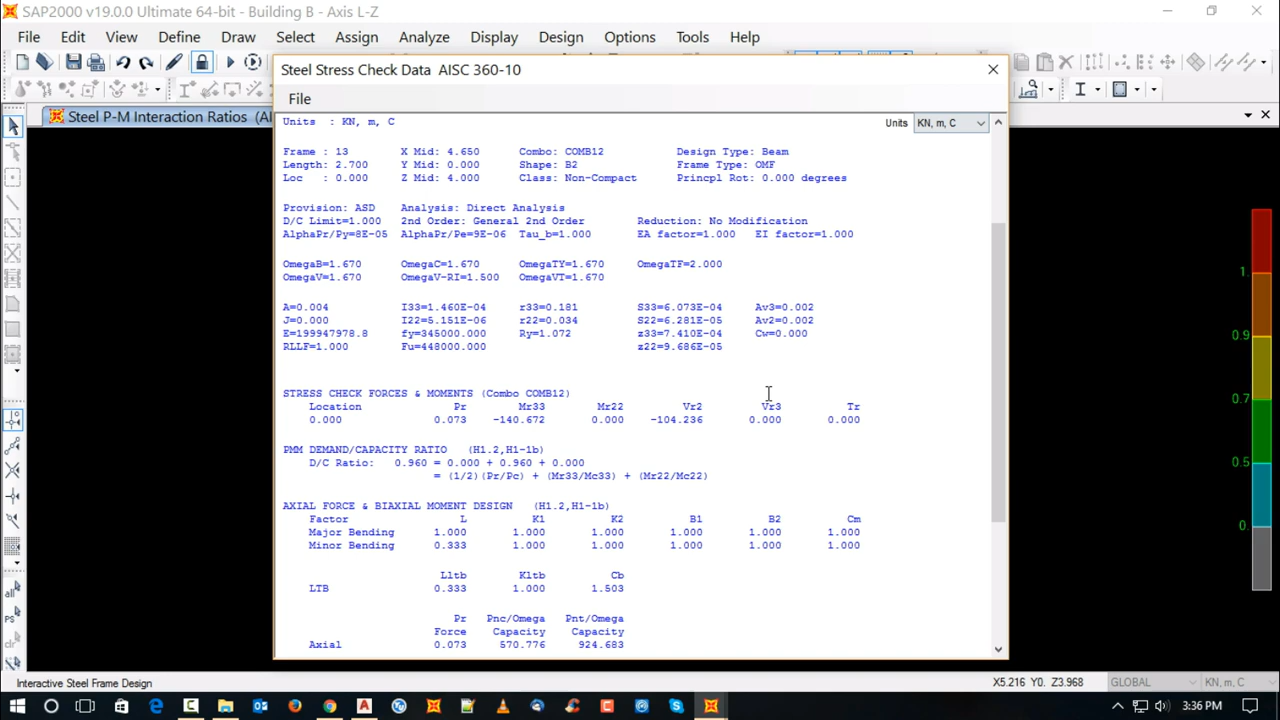 SAP2000 v19.0.0 Ultimate 64-bit - Building B - Axis L-Z
File Edit View Define Draw Select Assign Analyze Display Design Options Tools Help
Steel Stress Check Data AISC 360-10
File
Steel P-M Interaction Ratios (AI
Units : KN, m, C
Units KN, m, C
Frame : 13 X Mid: 4.650 Combo: COMB12 Design Type: Beam
Length: 2.700 Y Mid: 0.000 Shape: B2 Frame Type: OMF
Loc : 0.000 Z Mid: 4.000 Class: Non-Compact Princpl Rot: 0.000 degrees
Provision: ASD Analysis: Direct Analysis
D/C Limit=1.000 2nd Order: General 2nd Order Reduction: No Modification
AlphaPr/Py=8E-05 AlphaPr/Pe=9E-06 Tau_b=1.000 EA factor=1.000 EI factor=1.000
OmegaB=1.670 OmegaC=1.670 OmegaTY=1.670 OmegaTF=2.000
OmegaV=1.670 OmegaV-RI=1.500 OmegaVT=1.670
A=0.004 I33=1.460E-04 r33=0.181 S33=6.073E-04 Av3=0.002
J=0.000 I22=5.151E-06 r22=0.034 S22=6.281E-05 Av2=0.002
E=199947978.8 fy=345000.000 Ry=1.072 z33=7.410E-04 Cw=0.000
RLLF=1.000 Fu=448000.000 z22=9.686E-05
STRESS CHECK FORCES & MOMENTS (Combo COMB12)
Location Pr Mr33 Mr22 Vr2 Vr3 Tr
0.000 0.073 -140.672 0.000 -104.236 0.000 0.000
PMM DEMAND/CAPACITY RATIO (H1.2,H1-1b)
D/C Ratio: 0.960 = 0.000 + 0.960 + 0.000
= (1/2)(Pr/Pc) + (Mr33/Mc33) + (Mr22/Mc22)
AXIAL FORCE & BIAXIAL MOMENT DESIGN (H1.2,H1-1b)
Factor L K1 K2 B1 B2 Cm
Major Bending 1.000 1.000 1.000 1.000 1.000 1.000
Minor Bending 0.333 1.000 1.000 1.000 1.000 1.000
Lltb Kltb Cb
LTB 0.333 1.000 1.503
Pr Pnc/Omega Pnt/Omega
Force Capacity Capacity
Axial 0.073 570.776 924.683
1
0.9
0.7
0.5
0.
Interactive Steel Frame Design X5.216 Y0. Z3.968 GLOBAL KN, m, C
3:36 PM